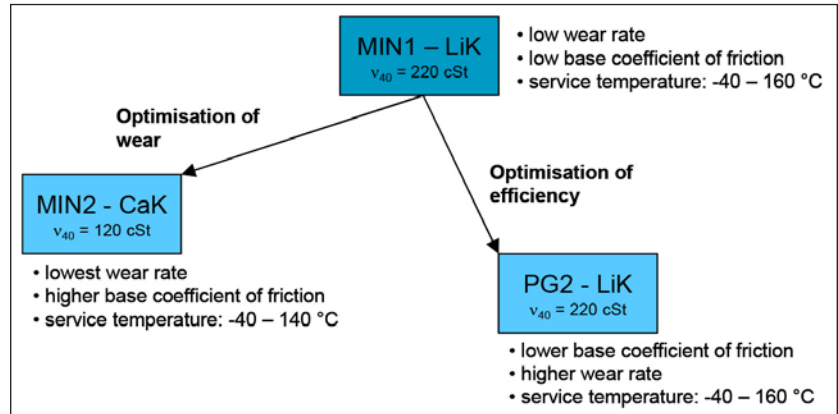 MIN1 – LiK
ν₄₀ = 220 cSt
• low wear rate
• low base coefficient of friction
• service temperature: -40 – 160 °C
Optimisation of
wear
Optimisation of
efficiency
MIN2 - CaK
ν₄₀ = 120 cSt
• lowest wear rate
• higher base coefficient of friction
• service temperature: -40 – 140 °C
PG2 - LiK
ν₄₀ = 220 cSt
• lower base coefficient of friction
• higher wear rate
• service temperature: -40 – 160 °C